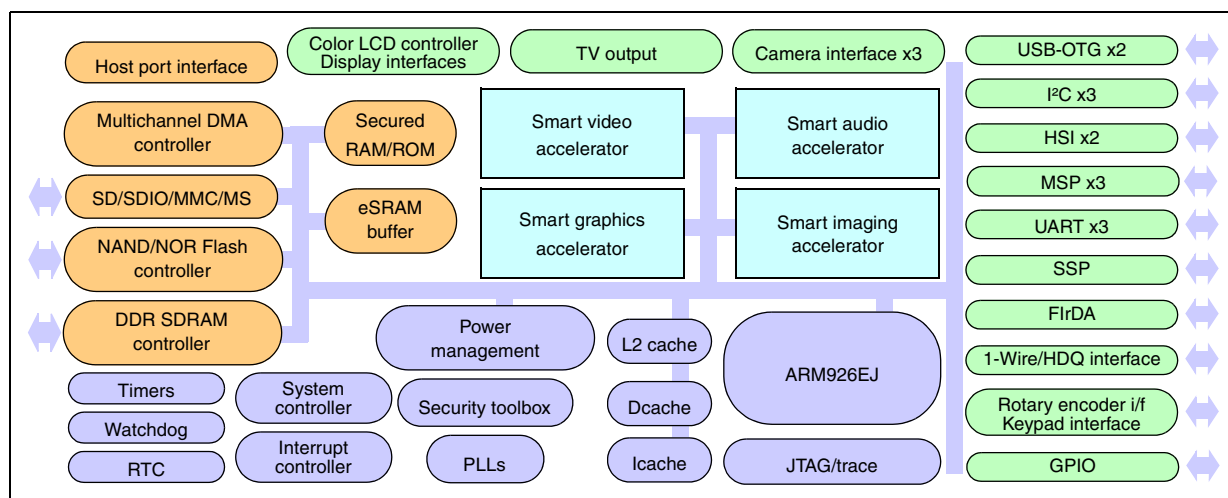 Host port interface
Color LCD controller
Display interfaces
TV output
Camera interface x3
USB-OTG x2
Multichannel DMA
controller
Secured
RAM/ROM
Smart video
accelerator
Smart audio
accelerator
I²C x3
HSI x2
SD/SDIO/MMC/MS
eSRAM
buffer
MSP x3
NAND/NOR Flash
controller
Smart graphics
accelerator
Smart imaging
accelerator
UART x3
SSP
DDR SDRAM
controller
Power
management
L2 cache
ARM926EJ
FIrDA
1-Wire/HDQ interface
Timers
System
controller
Security toolbox
Dcache
Rotary encoder i/f
Keypad interface
Watchdog
Interrupt
controller
PLLs
Icache
JTAG/trace
GPIO
RTC